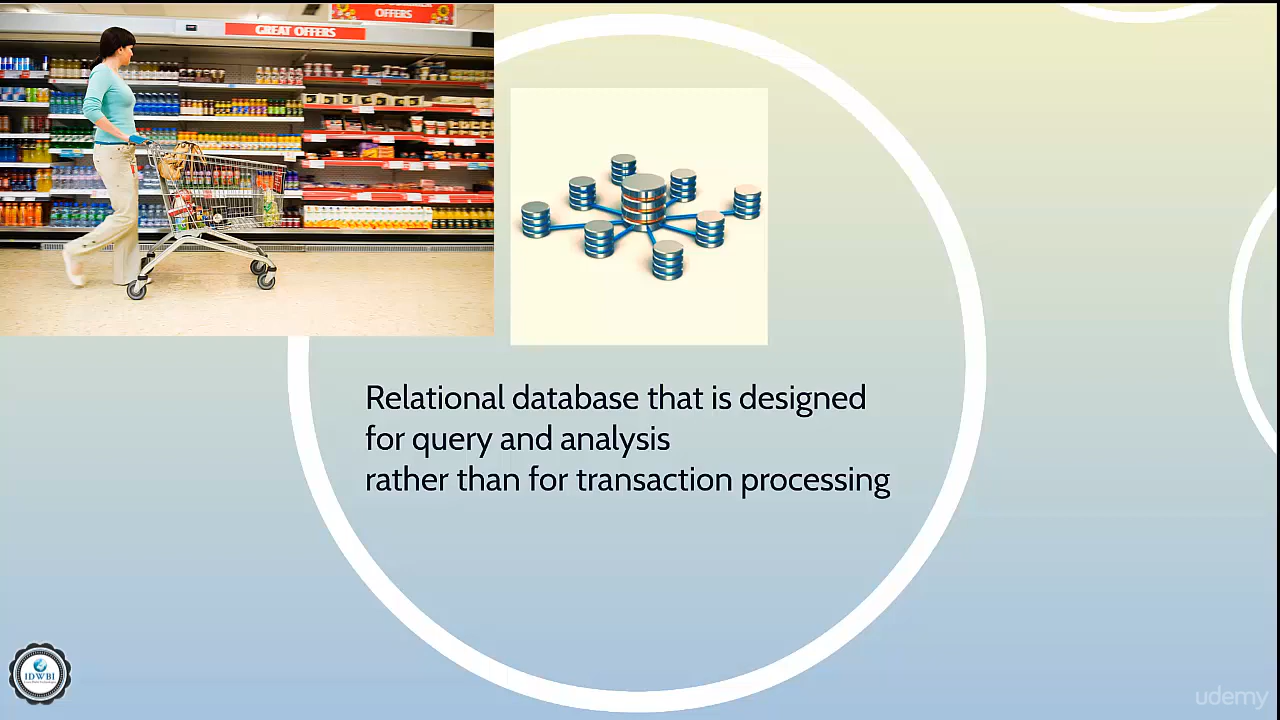 OFFERS
GREAT OFFERS
Relational database that is designed
for query and analysis
rather than for transaction processing
IDWBI
udemy